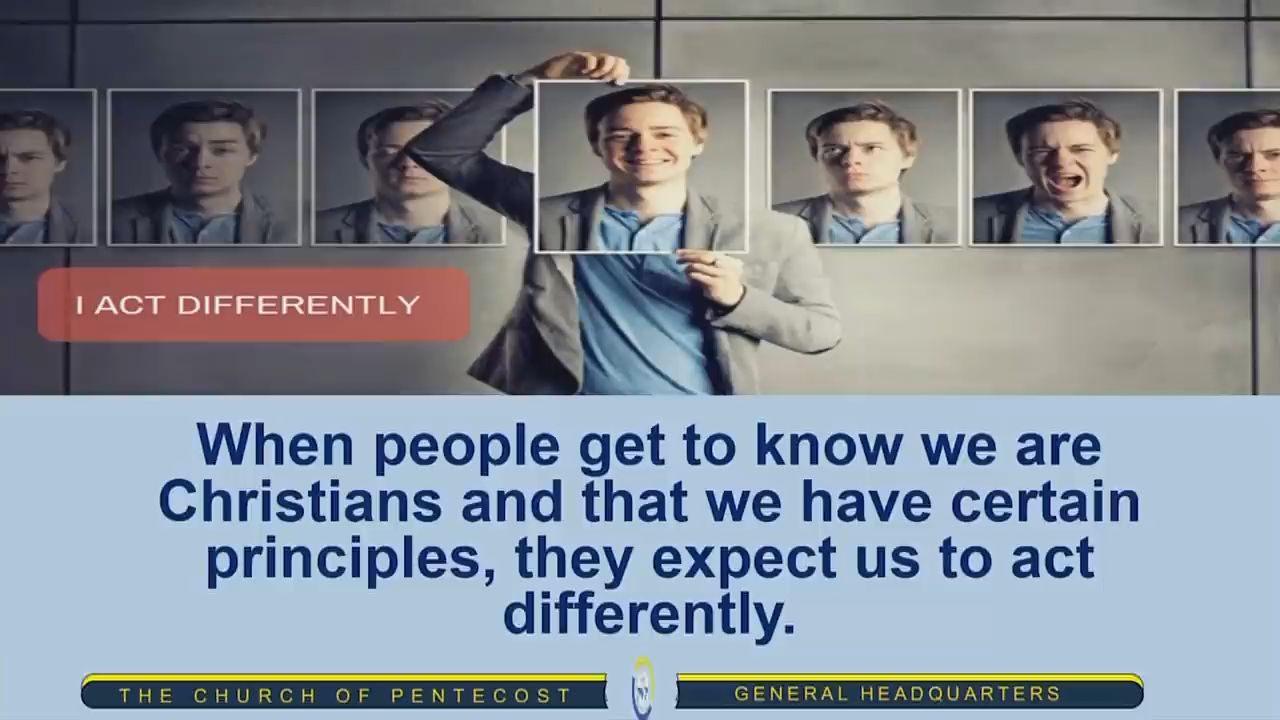 I ACT DIFFERENTLY
When people get to know we are
Christians and that we have certain
principles, they expect us to act
differently.
THE CHURCH OF PENTECOST
GENERAL HEADQUARTERS